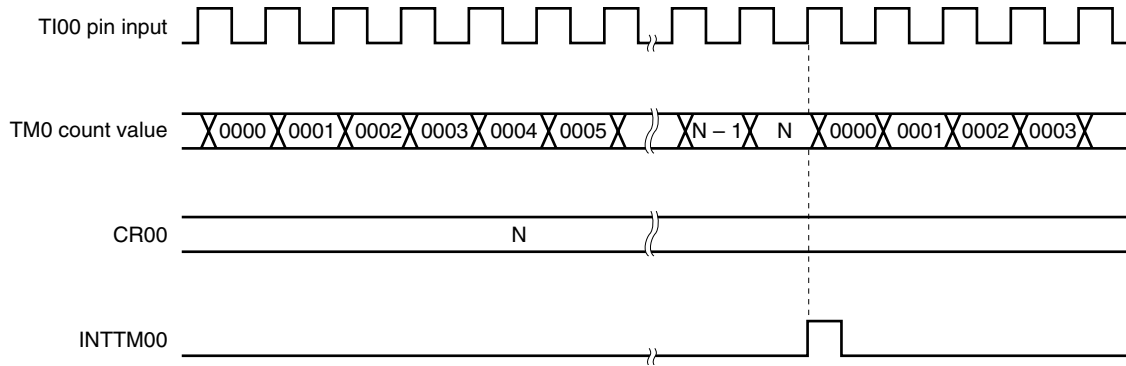 TI00 pin input
TM0 count value 0000 0001 0002 0003 0004 0005 N – 1 N 0000 0001 0002 0003
CR00 N
INTTM00